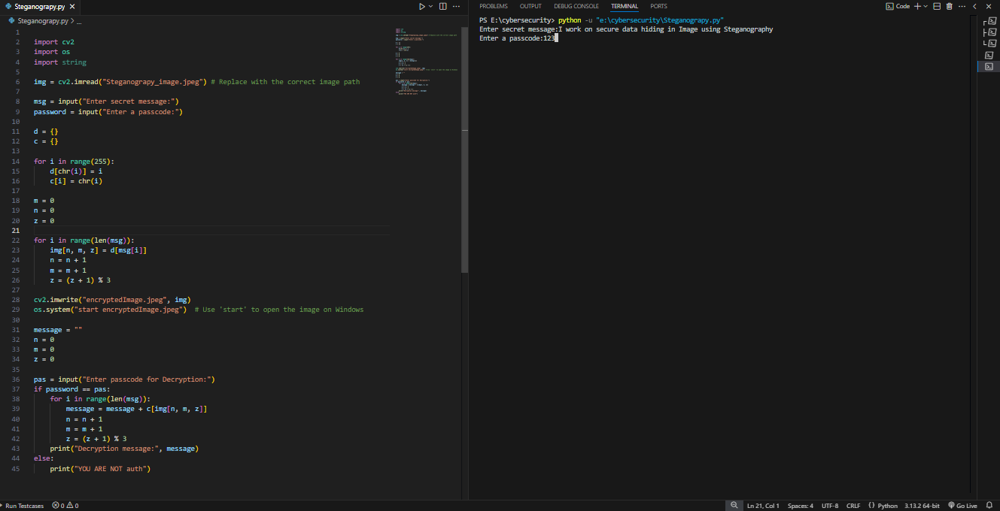 Steganograpy.py
Steganograpy.py > ...
1
2 import cv2
3 import os
4 import string
5
6 img = cv2.imread("Steganograpy_image.jpeg") # Replace with the correct image path
7
8 msg = input("Enter secret message:")
9 password = input("Enter a passcode:")
10
11 d = {}
12 c = {}
13
14 for i in range(255):
15     d[chr(i)] = i
16     c[i] = chr(i)
17
18 m = 0
19 n = 0
20 z = 0
21
22 for i in range(len(msg)):
23     img[n, m, z] = d[msg[i]]
24     n = n + 1
25     m = m + 1
26     z = (z + 1) % 3
27
28 cv2.imwrite("encryptedImage.jpeg", img)
29 os.system("start encryptedImage.jpeg")  # Use 'start' to open the image on Windows
30
31 message = ""
32 n = 0
33 m = 0
34 z = 0
35
36 pas = input("Enter passcode for Decryption:")
37 if password == pas:
38     for i in range(len(msg)):
39         message = message + c[img[n, m, z]]
40         n = n + 1
41         m = m + 1
42         z = (z + 1) % 3
43     print("Decryption message:", message)
44 else:
45     print("YOU ARE NOT auth")
PROBLEMS OUTPUT DEBUG CONSOLE TERMINAL PORTS
Code
PS E:\cybersecurity> python -u "e:\cybersecurity\Steganograpy.py"
Enter secret message:I work on secure data hiding in Image using Steganography
Enter a passcode:123
Run Testcases 0 0
Ln 21, Col 1 Spaces: 4 UTF-8 CRLF Python 3.13.2 64-bit Go Live